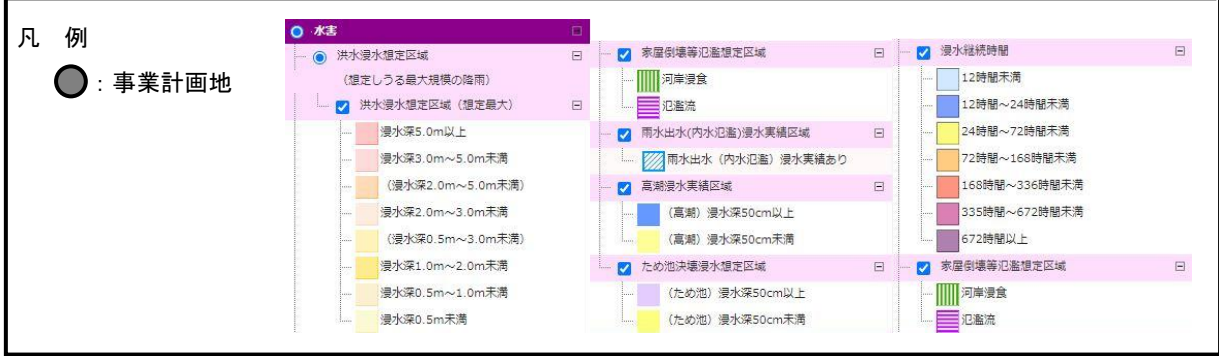 凡 例
：事業計画地
水害
洪水浸水想定区域
（想定しうる最大規模の降雨）
洪水浸水想定区域（想定最大）
浸水深5.0m以上
浸水深3.0m～5.0m未満
（浸水深2.0m～5.0m未満）
浸水深2.0m～3.0m未満
（浸水深0.5m～3.0m未満）
浸水深1.0m～2.0m未満
浸水深0.5m～1.0m未満
浸水深0.5m未満
家屋倒壊等氾濫想定区域
河岸浸食
氾濫流
雨水出水(内水氾濫)浸水実績区域
雨水出水（内水氾濫）浸水実績あり
高潮浸水実績区域
（高潮）浸水深50cm以上
（高潮）浸水深50cm未満
ため池決壊浸水想定区域
（ため池）浸水深50cm以上
（ため池）浸水深50cm未満
浸水継続時間
12時間未満
12時間～24時間未満
24時間～72時間未満
72時間～168時間未満
168時間～336時間未満
335時間～672時間未満
672時間以上
家屋倒壊等氾濫想定区域
河岸浸食
氾濫流